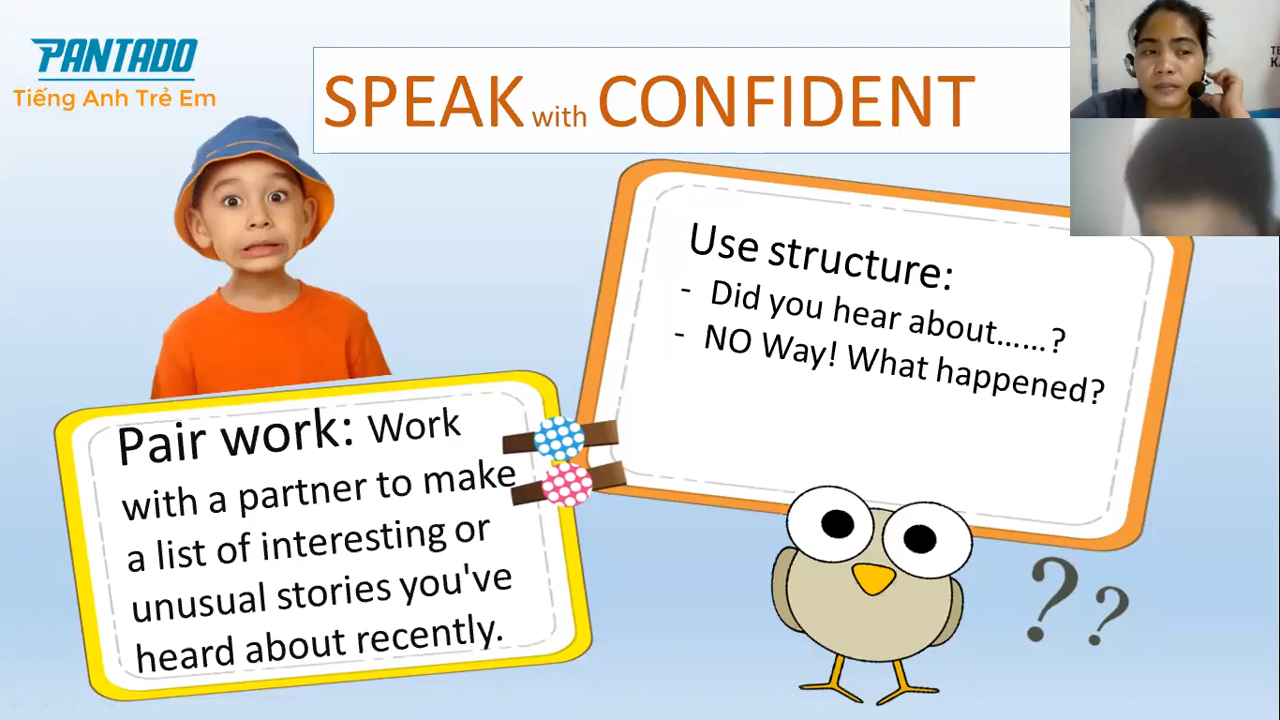 PANTADO
Tiếng Anh Trẻ Em
SPEAK with CONFIDENT
Use structure:
- Did you hear about......?
- NO Way! What happened?
Pair work: Work
with a partner to make
a list of interesting or
unusual stories you've
heard about recently.
? ?